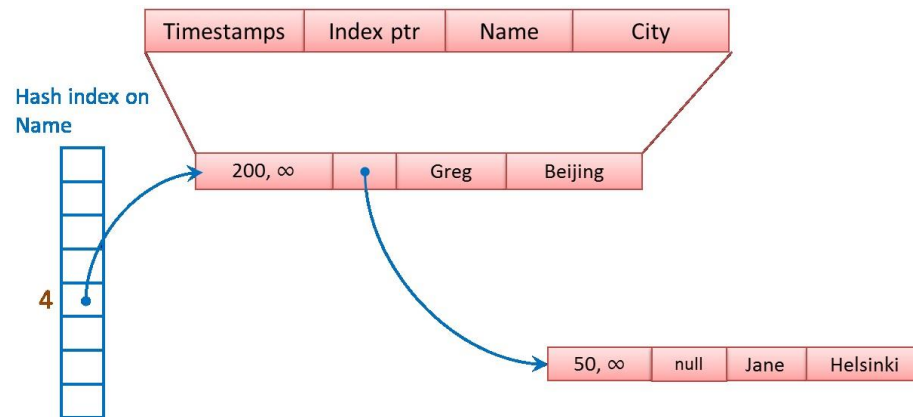 Timestamps Index ptr Name City
Hash index on
Name
200, ∞ Greg Beijing
4
50, ∞ null Jane Helsinki